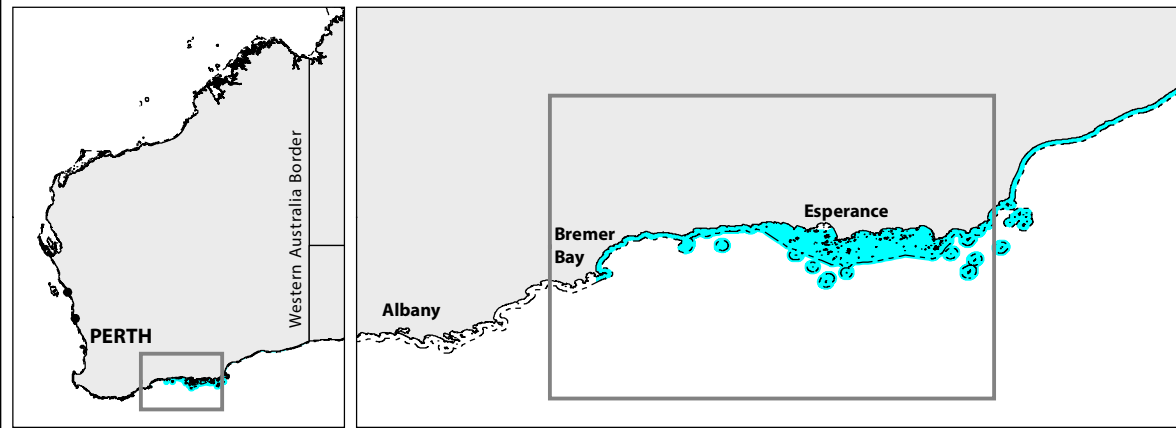 Western Australia Border
PERTH
Esperance
Bremer
Bay
Albany